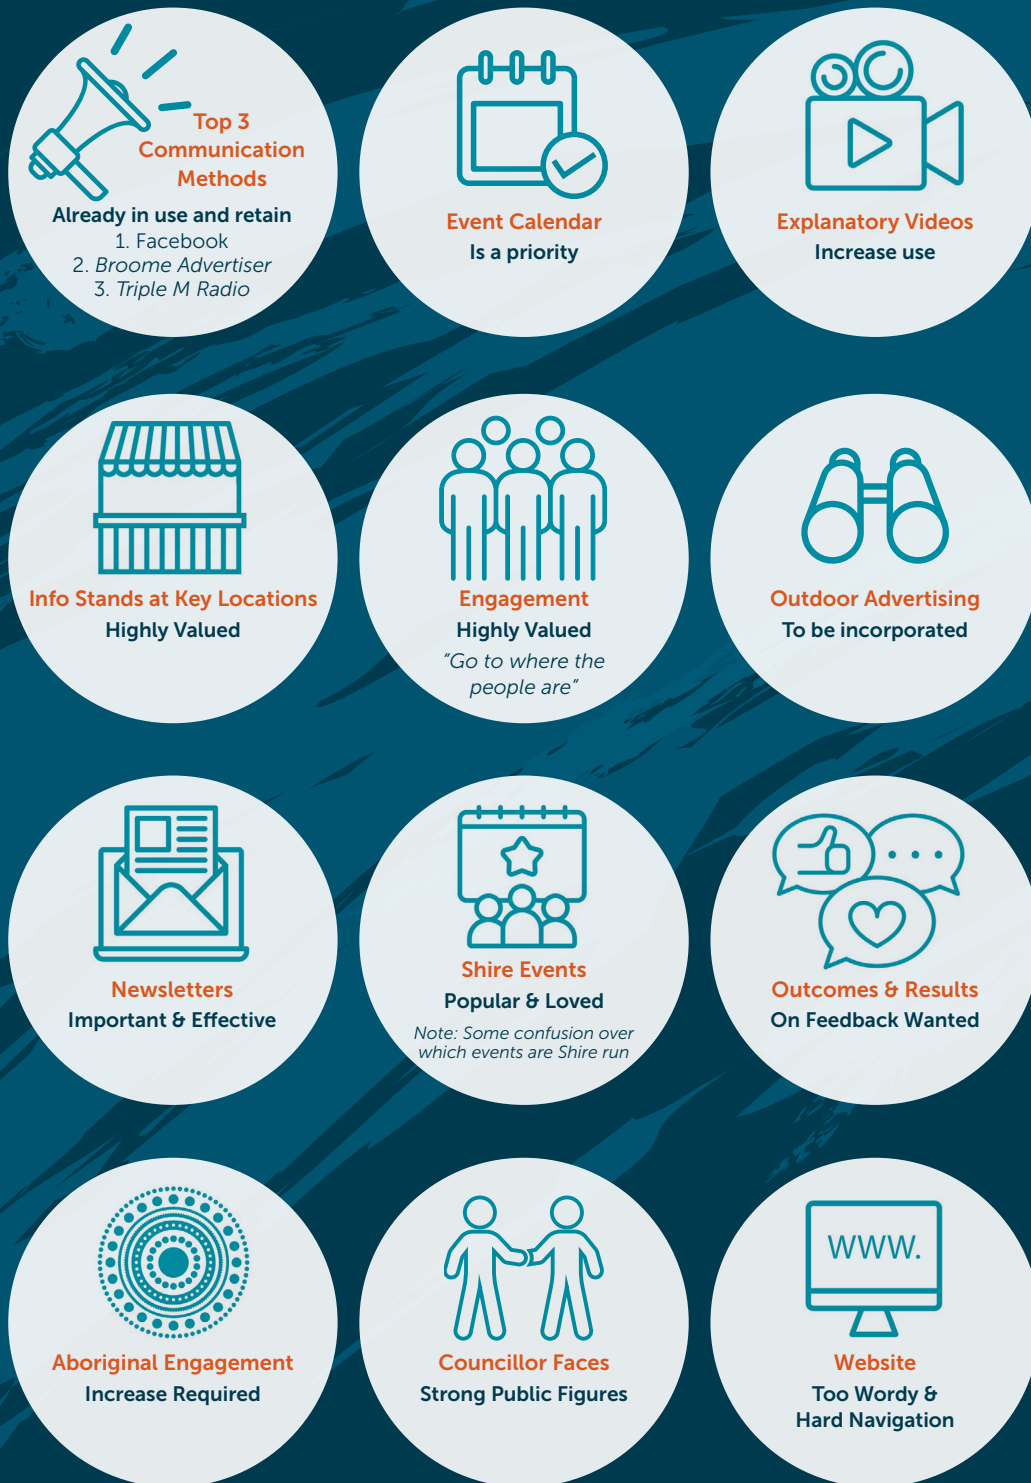 Top 3
Communication
Methods
Already in use and retain
1. Facebook
2. Broome Advertiser
3. Triple M Radio
Event Calendar
Is a priority
Explanatory Videos
Increase use
Info Stands at Key Locations
Highly Valued
Engagement
Highly Valued
“Go to where the
people are”
Outdoor Advertising
To be incorporated
Newsletters
Important & Effective
Shire Events
Popular & Loved
Note: Some confusion over
which events are Shire run
Outcomes & Results
On Feedback Wanted
Aboriginal Engagement
Increase Required
Councillor Faces
Strong Public Figures
www.
Website
Too Wordy &
Hard Navigation